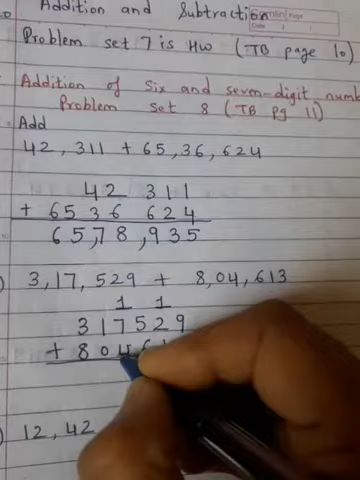 Addition and Subtraction
Problem set 7 is HW (TB page 10
Addition of Six and seven-digit numb
Problem set 8 (TB pg 11)
Add
42,311 + 65,36,624
42 311
+ 6536 624
65,78,935
) 3,17,529 + 8,04,613
1 1
317529
+ 804
) 12,42